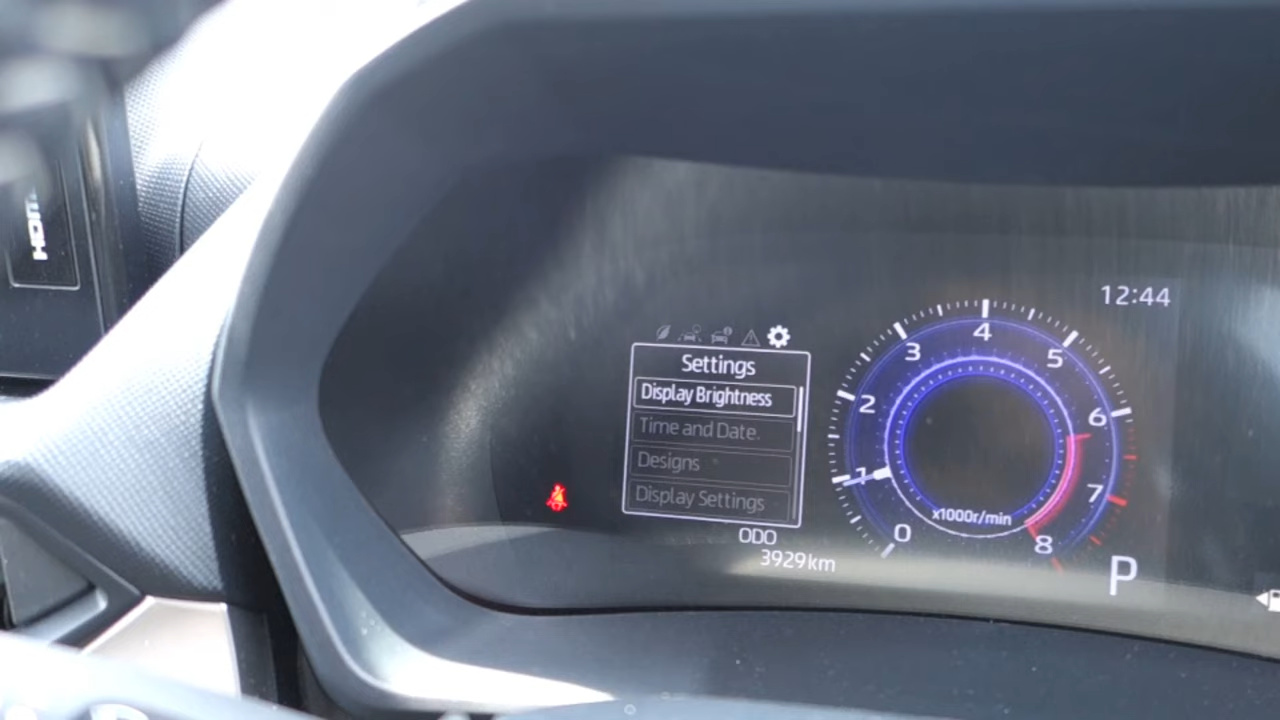 12:44
Settings
Display Brightness
Time and Date.
Designs
Display Settings
ODO
3929km
0
1
2
3
4
5
6
7
8
x1000r/min
P